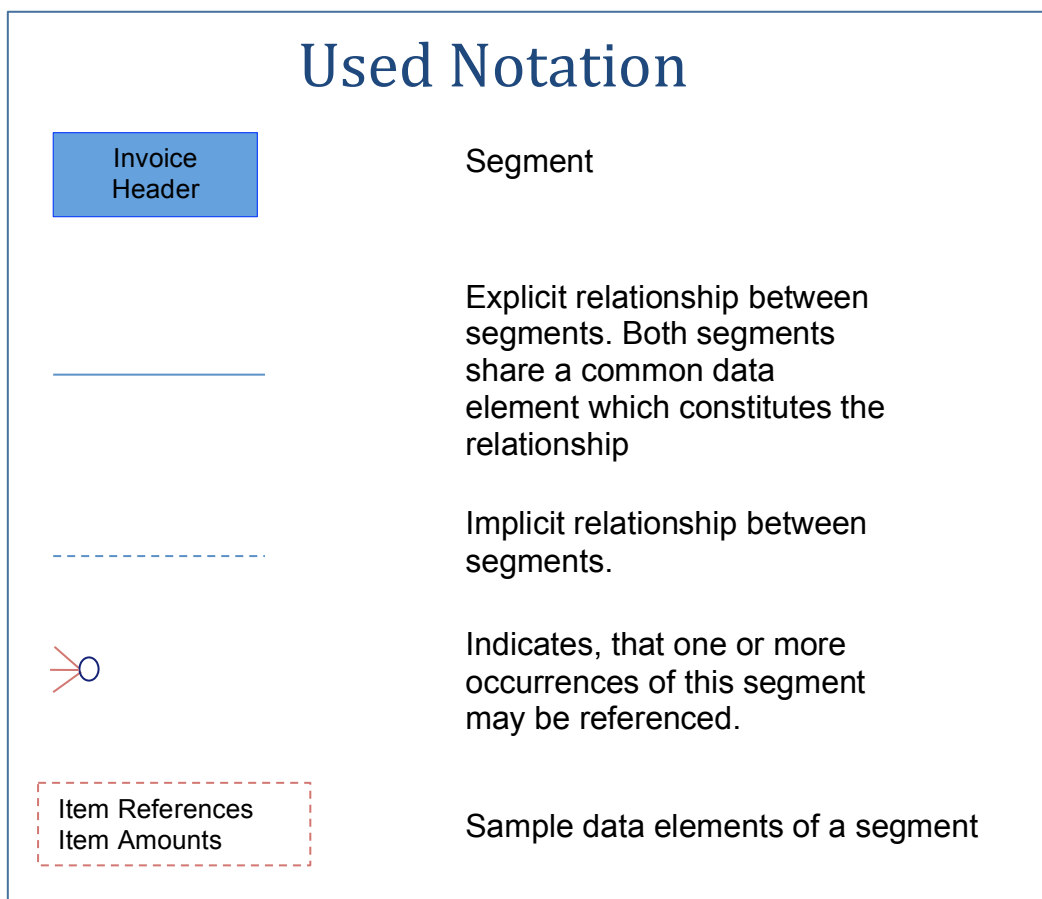 Used Notation
Invoice
Header
Segment
Explicit relationship between
segments. Both segments
share a common data
element which constitutes the
relationship
Implicit relationship between
segments.
Indicates, that one or more
occurrences of this segment
may be referenced.
Item References
Item Amounts
Sample data elements of a segment